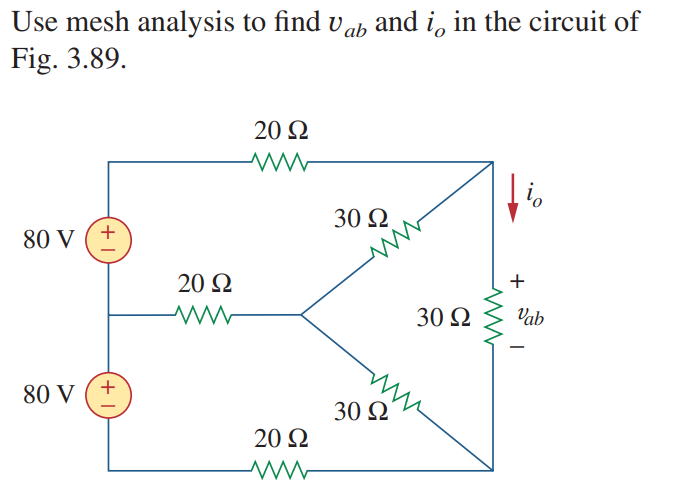 Use mesh analysis to find v_ab and i_o in the circuit of
Fig. 3.89.
20 Ω
i_o
30 Ω
80 V
+
−
20 Ω
+
30 Ω
v_ab
−
80 V
+
−
30 Ω
20 Ω